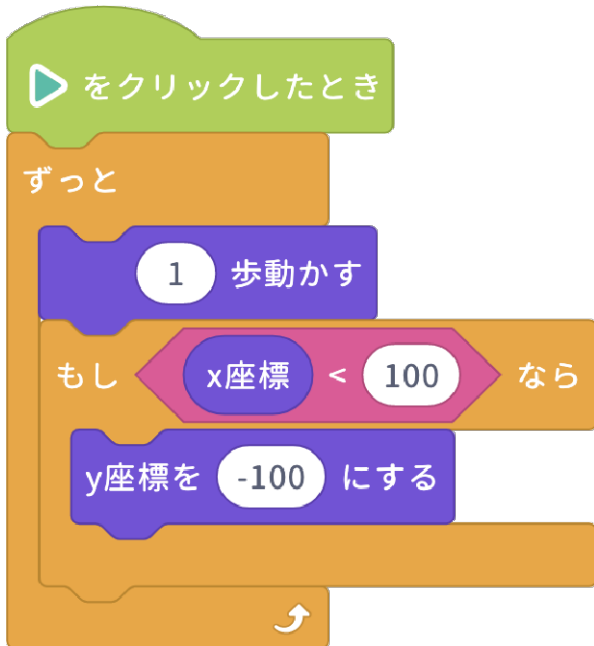 をクリックしたとき
ずっと
1 歩動かす
もし x座標 < 100 なら
y座標を -100 にする